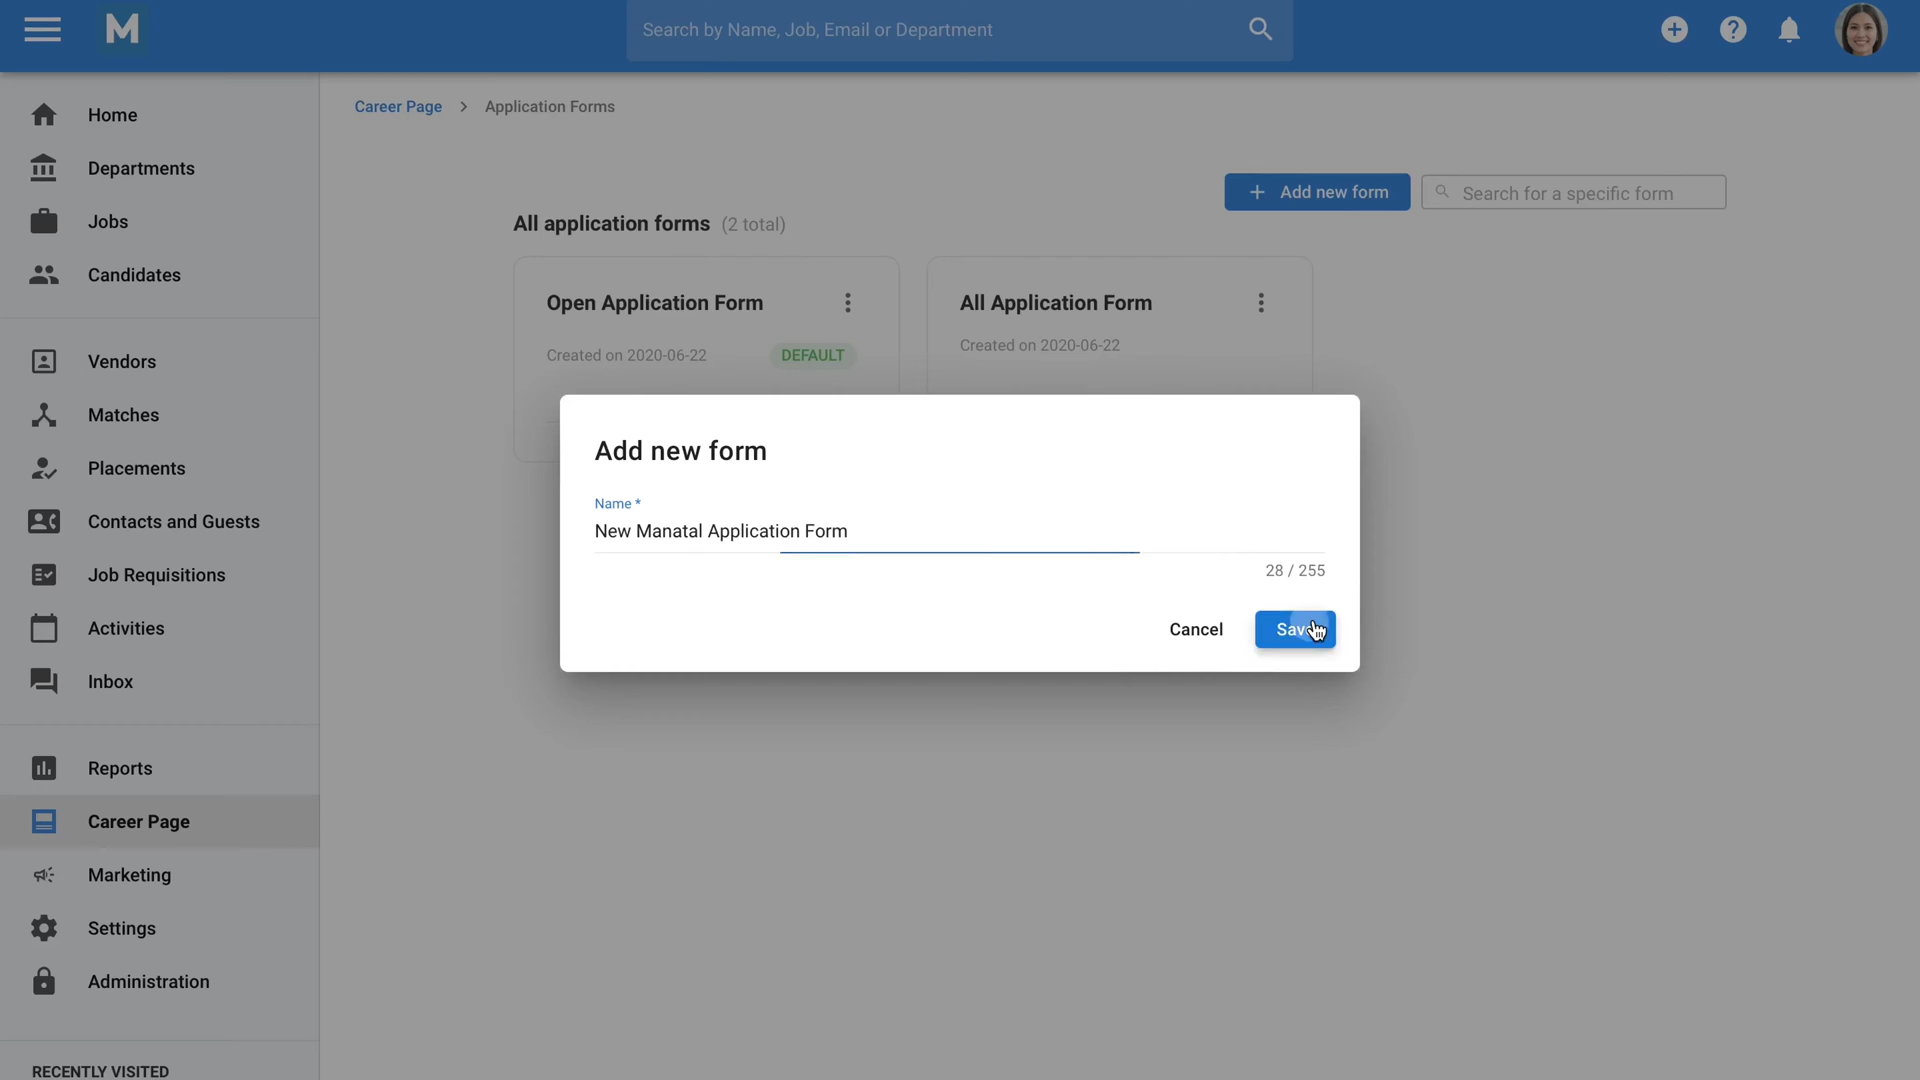 M
Search by Name, Job, Email or Department
Home
Departments
Jobs
Candidates
Vendors
Matches
Placements
Contacts and Guests
Job Requisitions
Activities
Inbox
Reports
Career Page
Marketing
Settings
Administration
RECENTLY VISITED
Career Page > Application Forms
+ Add new form
Search for a specific form
All application forms (2 total)
Open Application Form
Created on 2020-06-22
DEFAULT
All Application Form
Created on 2020-06-22
Add new form
Name *
New Manatal Application Form
28 / 255
Cancel
Save